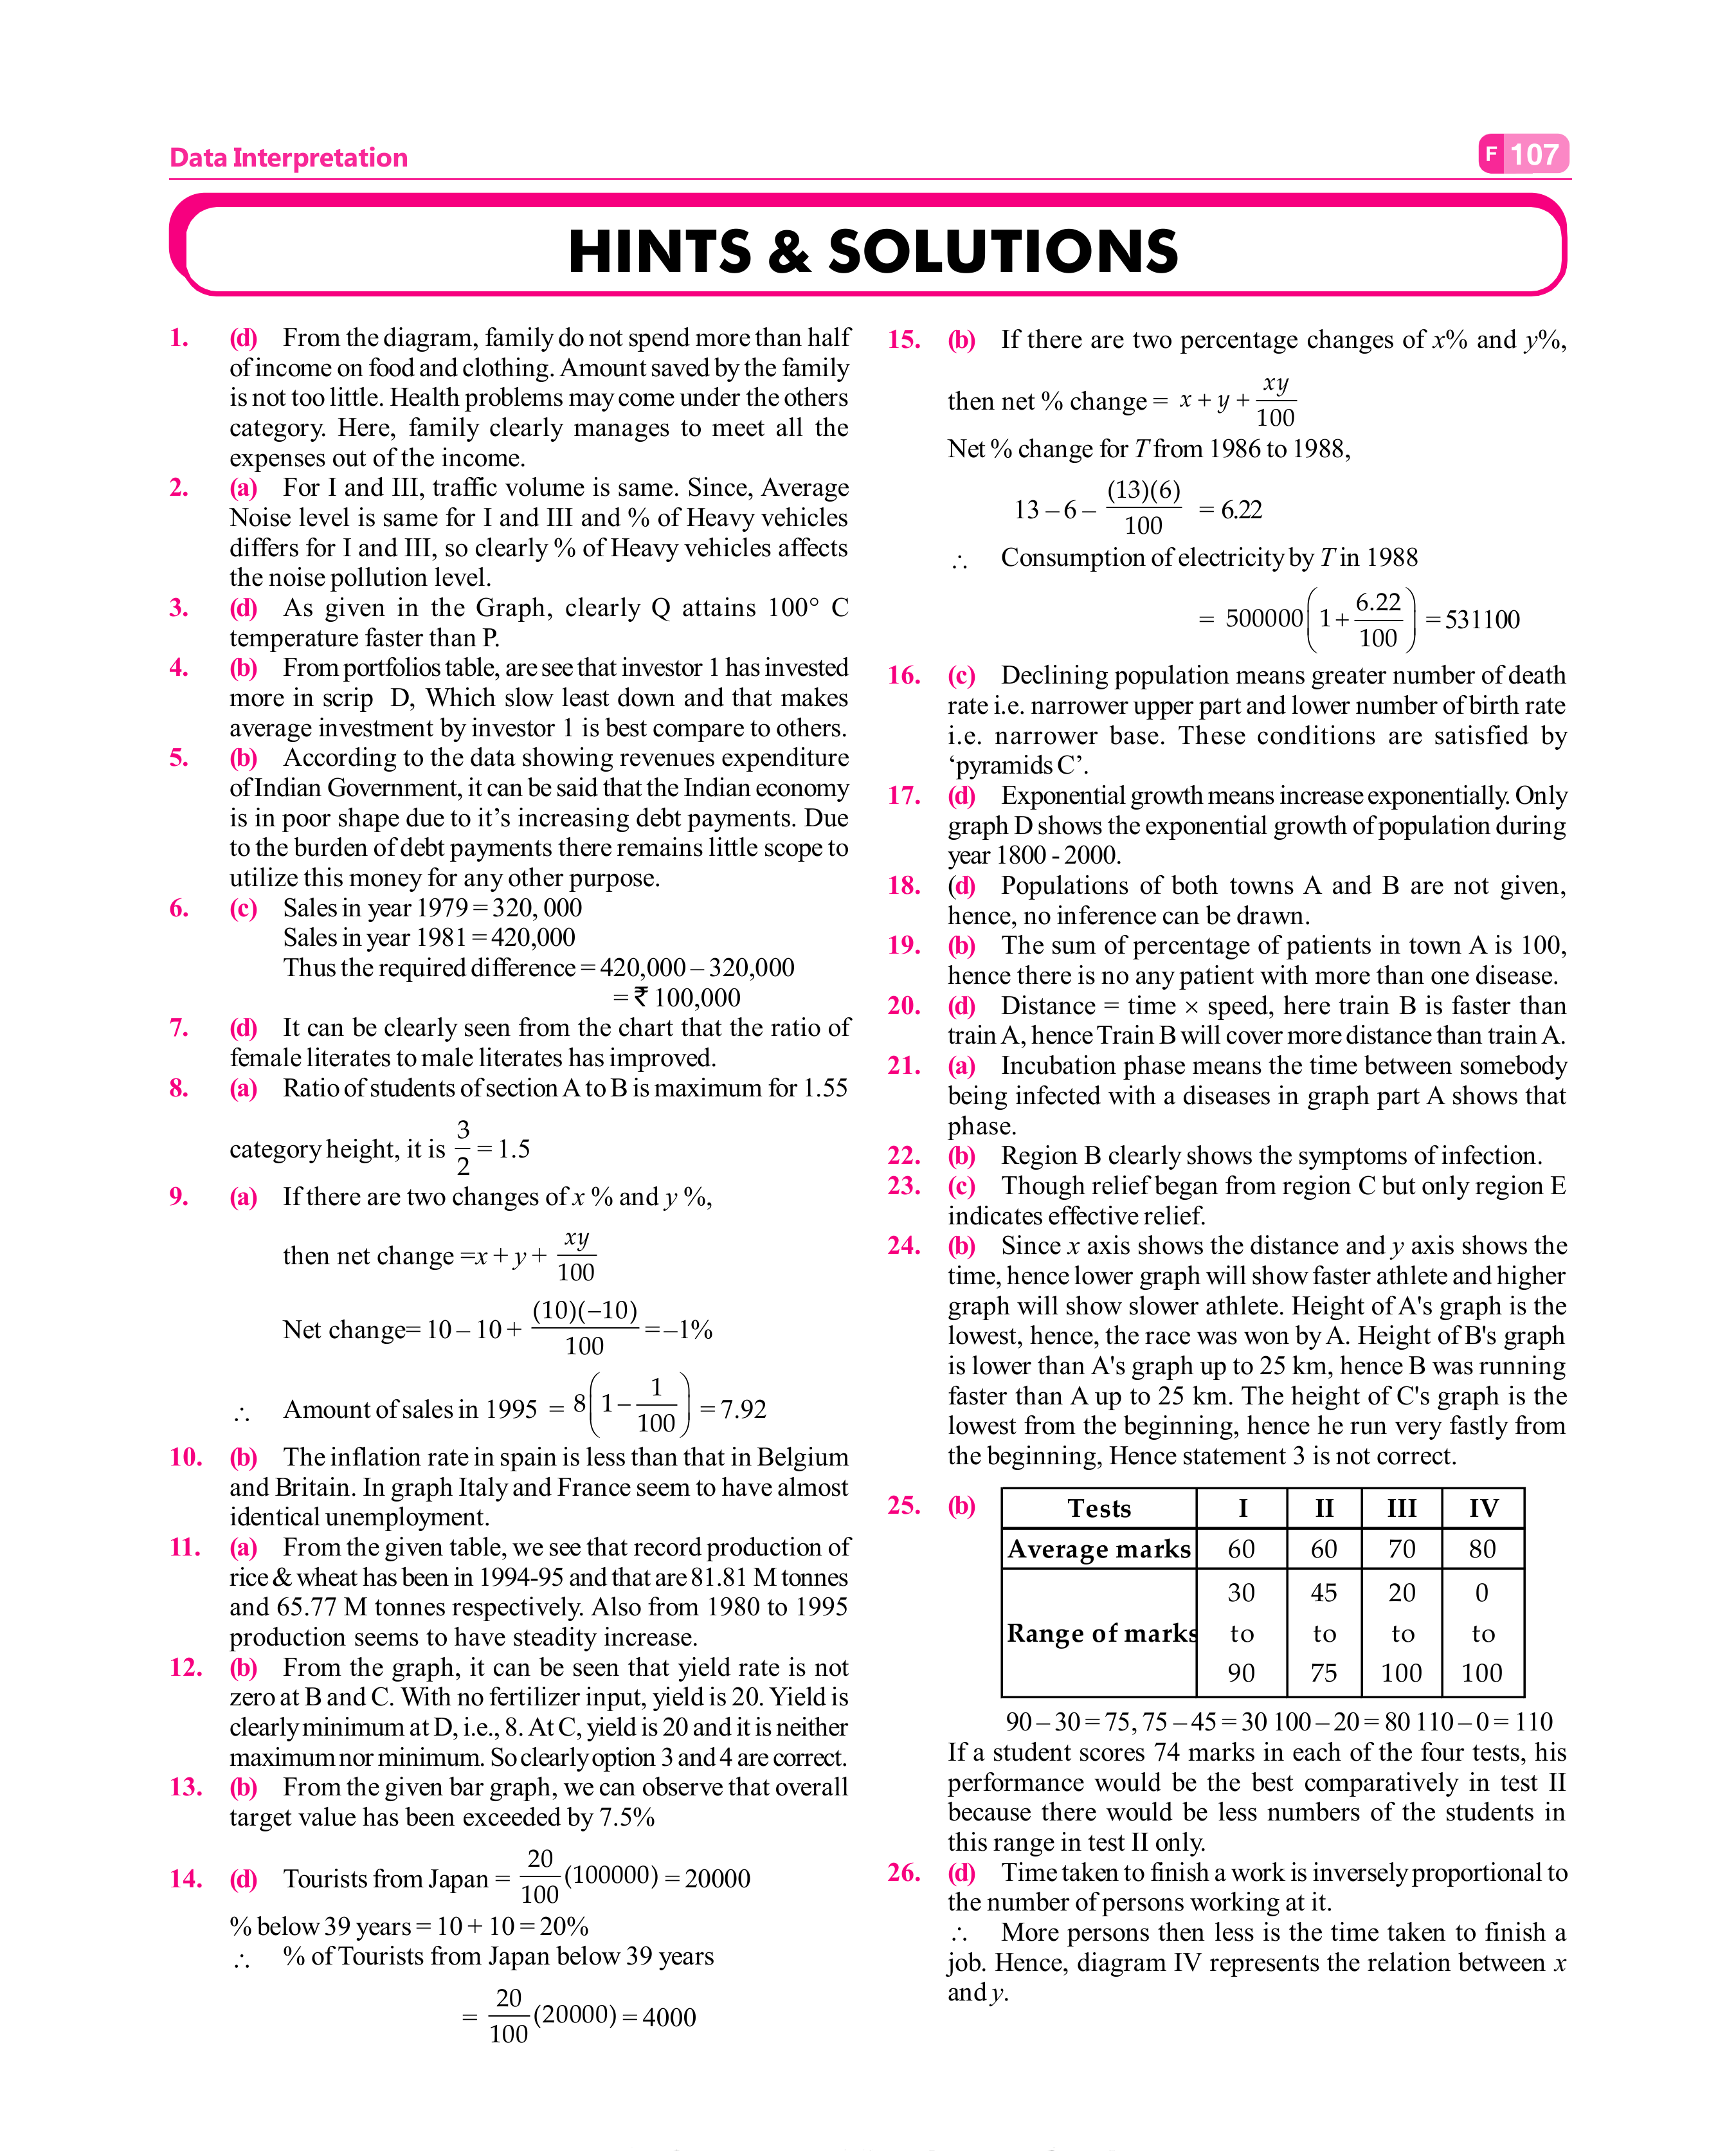 Data Interpretation
F 107
HINTS & SOLUTIONS
1. (d) From the diagram, family do not spend more than half
of income on food and clothing. Amount saved by the family
is not too little. Health problems may come under the others
category. Here, family clearly manages to meet all the
expenses out of the income.
2. (a) For I and III, traffic volume is same. Since, Average
Noise level is same for I and III and % of Heavy vehicles
differs for I and III, so clearly % of Heavy vehicles affects
the noise pollution level.
3. (d) As given in the Graph, clearly Q attains 100° C
temperature faster than P.
4. (b) From portfolios table, are see that investor 1 has invested
more in scrip D, Which slow least down and that makes
average investment by investor 1 is best compare to others.
5. (b) According to the data showing revenues expenditure
of Indian Government, it can be said that the Indian economy
is in poor shape due to it’s increasing debt payments. Due
to the burden of debt payments there remains little scope to
utilize this money for any other purpose.
6. (c) Sales in year 1979 = 320, 000
Sales in year 1981 = 420,000
Thus the required difference = 420,000 – 320,000
= ₹ 100,000
7. (d) It can be clearly seen from the chart that the ratio of
female literates to male literates has improved.
8. (a) Ratio of students of section A to B is maximum for 1.55
category height, it is 3/2 = 1.5
9. (a) If there are two changes of x % and y %,
then net change =x + y + xy/100
Net change= 10 – 10 + (10)(–10)/100 = –1%
∴ Amount of sales in 1995 = 8(1 – 1/100) = 7.92
10. (b) The inflation rate in spain is less than that in Belgium
and Britain. In graph Italy and France seem to have almost
identical unemployment.
11. (a) From the given table, we see that record production of
rice & wheat has been in 1994-95 and that are 81.81 M tonnes
and 65.77 M tonnes respectively. Also from 1980 to 1995
production seems to have steadity increase.
12. (b) From the graph, it can be seen that yield rate is not
zero at B and C. With no fertilizer input, yield is 20. Yield is
clearly minimum at D, i.e., 8. At C, yield is 20 and it is neither
maximum nor minimum. So clearly option 3 and 4 are correct.
13. (b) From the given bar graph, we can observe that overall
target value has been exceeded by 7.5%
14. (d) Tourists from Japan = 20/100 (100000) = 20000
% below 39 years = 10 + 10 = 20%
∴ % of Tourists from Japan below 39 years
= 20/100 (20000) = 4000
15. (b) If there are two percentage changes of x% and y%,
then net % change = x + y + xy/100
Net % change for T from 1986 to 1988,
13 – 6 – (13)(6)/100 = 6.22
∴ Consumption of electricity by T in 1988
= 500000(1 + 6.22/100) = 531100
16. (c) Declining population means greater number of death
rate i.e. narrower upper part and lower number of birth rate
i.e. narrower base. These conditions are satisfied by
‘pyramids C’.
17. (d) Exponential growth means increase exponentially. Only
graph D shows the exponential growth of population during
year 1800 - 2000.
18. (d) Populations of both towns A and B are not given,
hence, no inference can be drawn.
19. (b) The sum of percentage of patients in town A is 100,
hence there is no any patient with more than one disease.
20. (d) Distance = time × speed, here train B is faster than
train A, hence Train B will cover more distance than train A.
21. (a) Incubation phase means the time between somebody
being infected with a diseases in graph part A shows that
phase.
22. (b) Region B clearly shows the symptoms of infection.
23. (c) Though relief began from region C but only region E
indicates effective relief.
24. (b) Since x axis shows the distance and y axis shows the
time, hence lower graph will show faster athlete and higher
graph will show slower athlete. Height of A's graph is the
lowest, hence, the race was won by A. Height of B's graph
is lower than A's graph up to 25 km, hence B was running
faster than A up to 25 km. The height of C's graph is the
lowest from the beginning, hence he run very fastly from
the beginning, Hence statement 3 is not correct.
25. (b) Tests I II III IV
Average marks 60 60 70 80
30 45 20 0
Range of marks to to to to
90 75 100 100
90 – 30 = 75, 75 – 45 = 30 100 – 20 = 80 110 – 0 = 110
If a student scores 74 marks in each of the four tests, his
performance would be the best comparatively in test II
because there would be less numbers of the students in
this range in test II only.
26. (d) Time taken to finish a work is inversely proportional to
the number of persons working at it.
∴ More persons then less is the time taken to finish a
job. Hence, diagram IV represents the relation between x
and y.